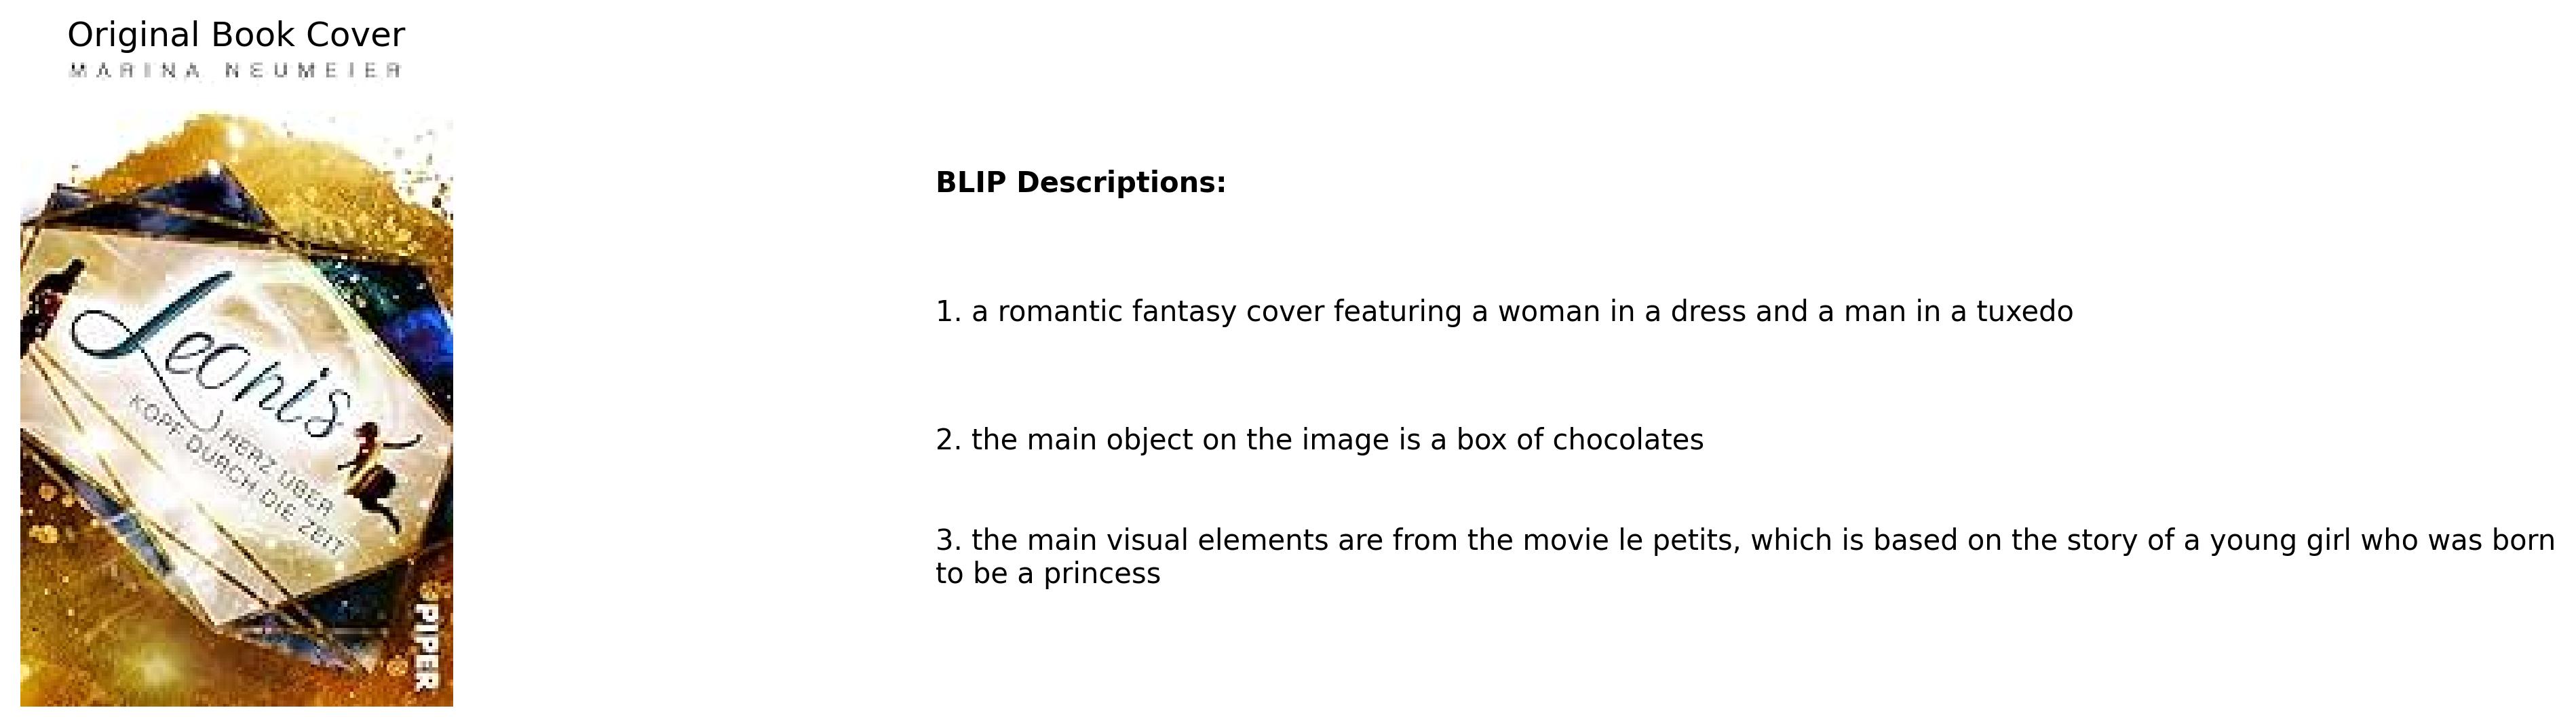 Original Book Cover
MARINA NEUMEIER
Leonis
HERZ ÜBER
KOPF DURCH DIE ZEIT
PIPER
BLIP Descriptions:
1. a romantic fantasy cover featuring a woman in a dress and a man in a tuxedo
2. the main object on the image is a box of chocolates
3. the main visual elements are from the movie le petits, which is based on the story of a young girl who was born
to be a princess